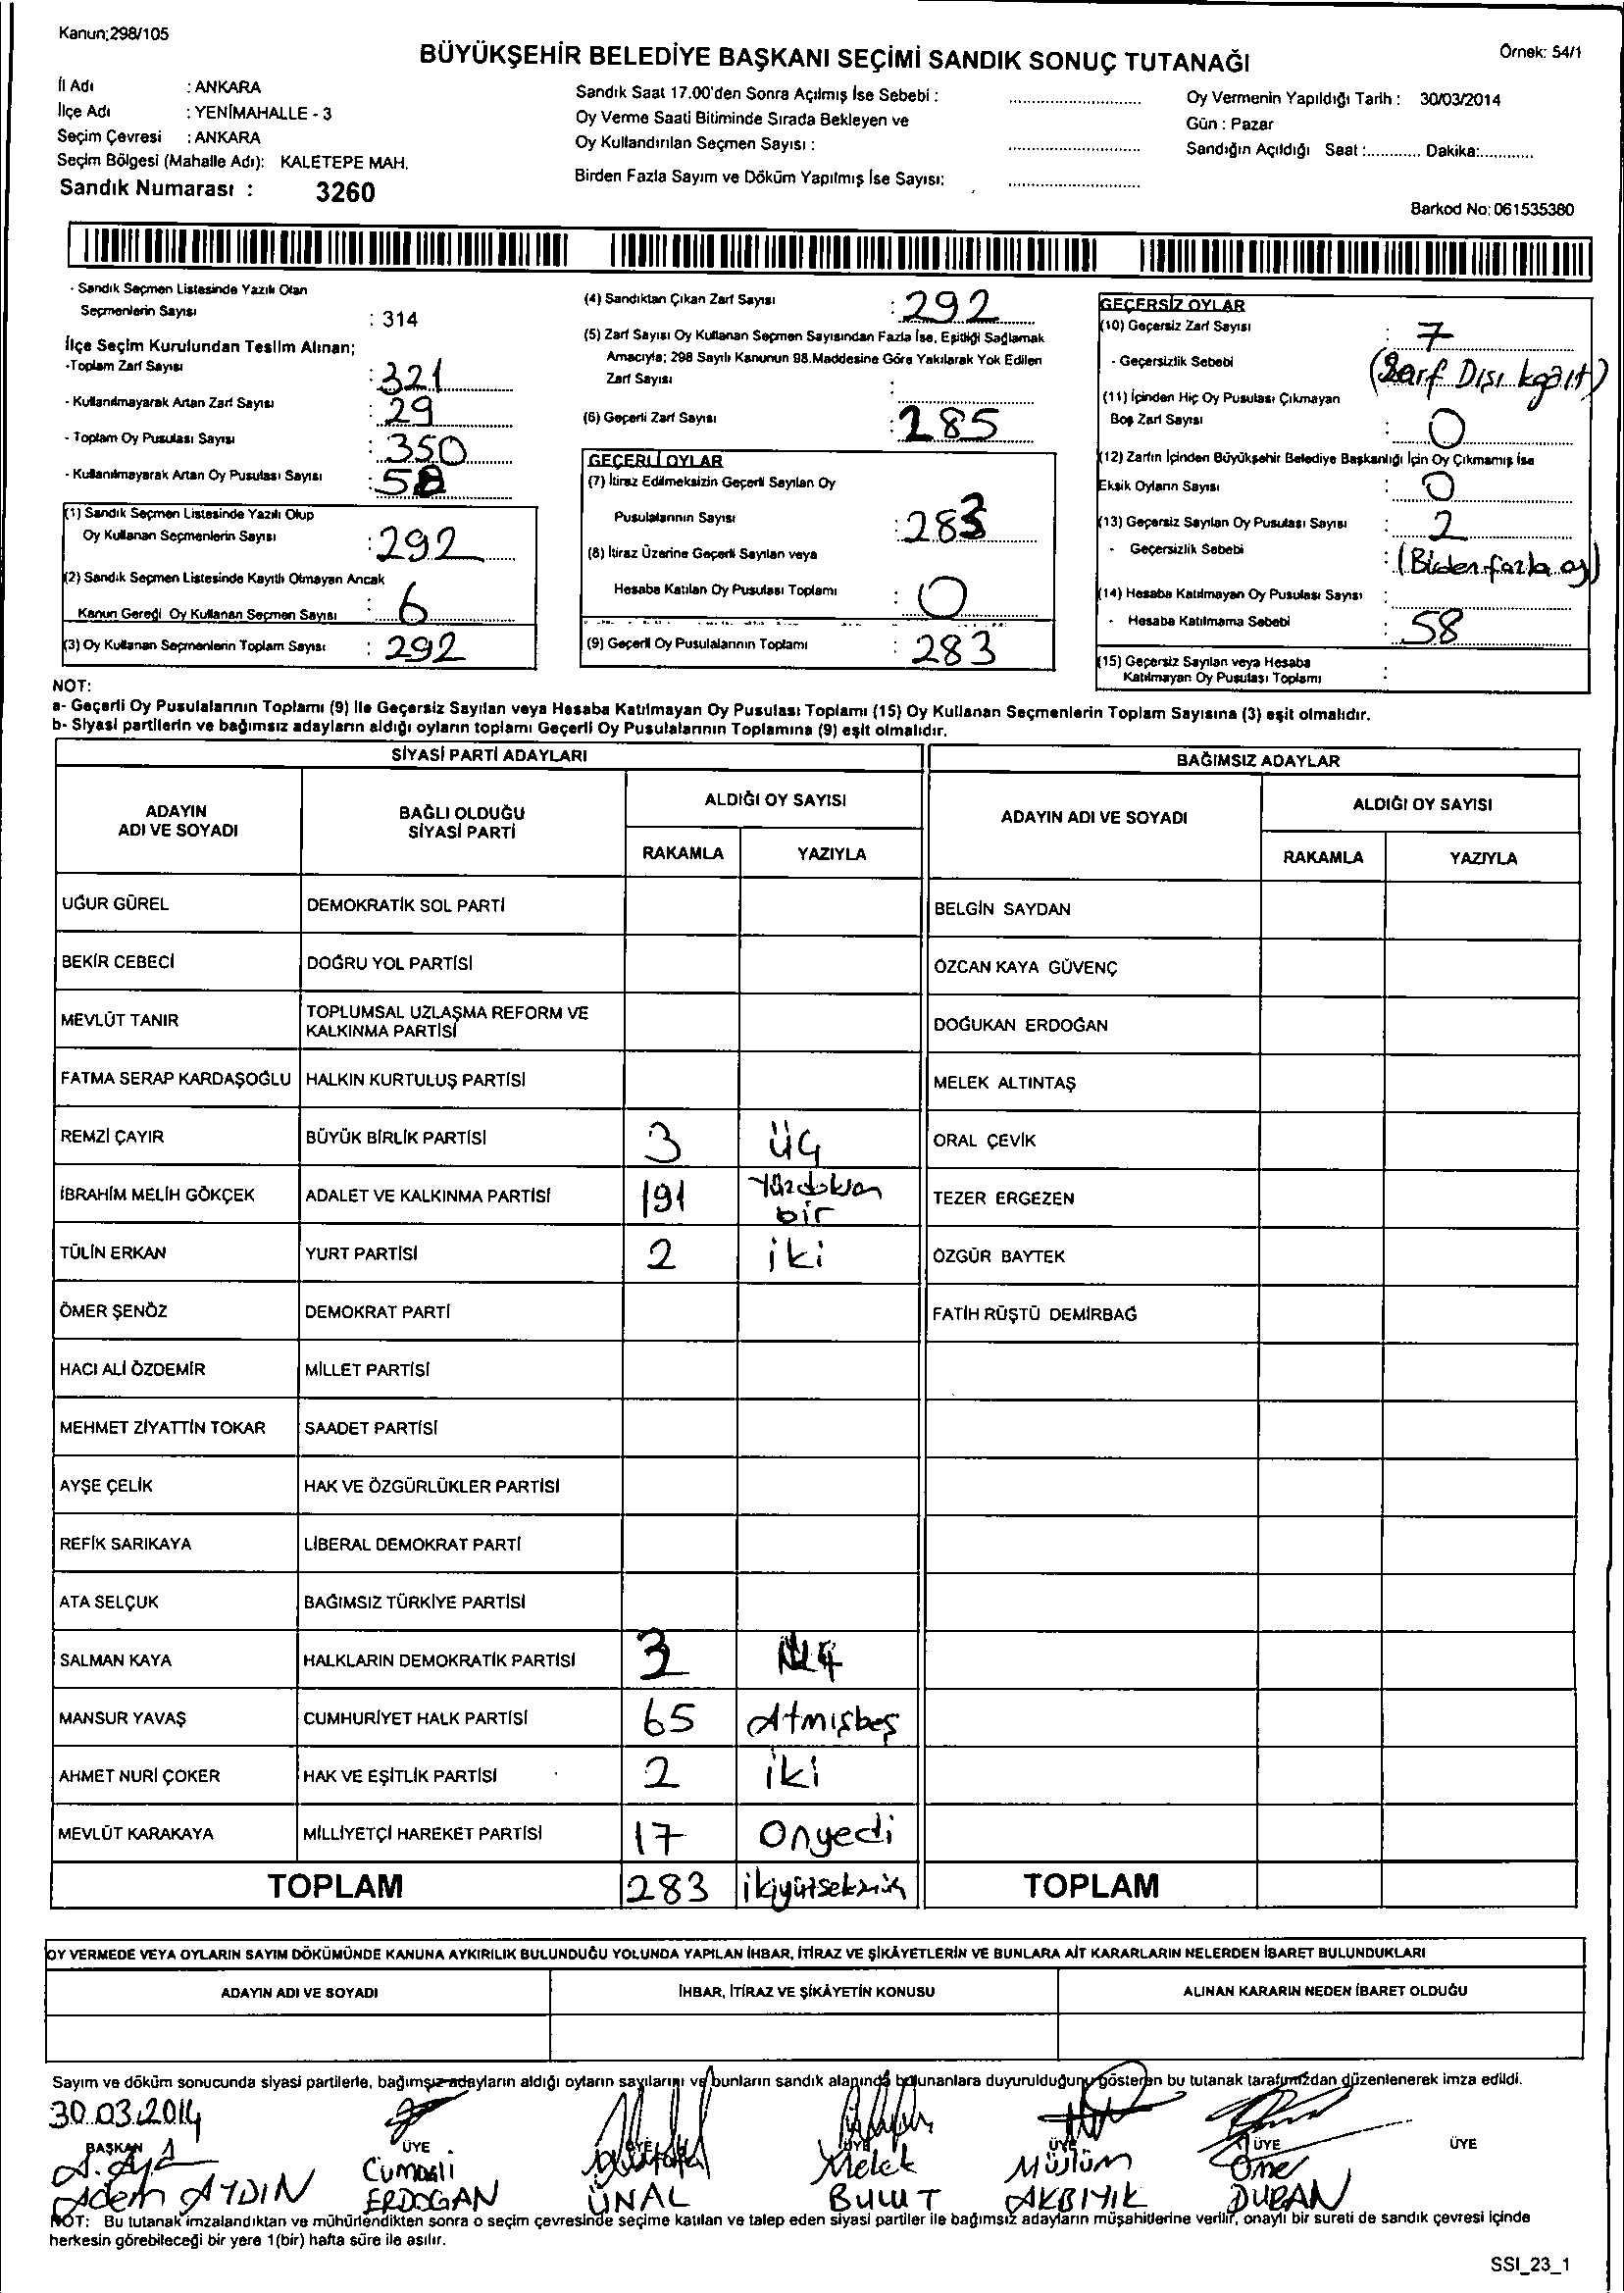 Kanun;298/105
BÜYÜKŞEHİR BELEDİYE BAŞKANI SEÇİMİ SANDIK SONUÇ TUTANAĞI
Örnek: 54/1
İl Adı : ANKARA
İlçe Adı : YENİMAHALLE - 3
Seçim Çevresi : ANKARA
Seçim Bölgesi (Mahalle Adı): KALETEPE MAH.
Sandık Numarası : 3260
Sandık Saat 17.00'den Sonra Açılmış İse Sebebi :
Oy Verme Saati Bitiminde Sırada Bekleyen ve
Oy Kullandırılan Seçmen Sayısı :
Birden Fazla Sayım ve Döküm Yapılmış İse Sayısı:
Oy Vermenin Yapıldığı Tarih : 30/03/2014
Gün : Pazar
Sandığın Açıldığı Saat :............ Dakika:............
Barkod No: 061535380
- Sandık Seçmen Listesinde Yazılı Olan
Seçmenlerin Sayısı : 314
İlçe Seçim Kurulundan Teslim Alınan;
-Toplam Zarf Sayısı : 321
- Kullanılmayarak Artan Zarf Sayısı : 29
- Toplam Oy Pusulası Sayısı : 350
- Kullanılmayarak Artan Oy Pusulası Sayısı : 58
(1) Sandık Seçmen Listesinde Yazılı Olup
Oy Kullanan Seçmenlerin Sayısı : 292
(2) Sandık Seçmen Listesinde Kayıtlı Olmayan Ancak
Kanun Gereği Oy Kullanan Seçmen Sayısı : 6
(3) Oy Kullanan Seçmenlerin Toplam Sayısı : 292
(4) Sandıktan Çıkan Zarf Sayısı : 292
(5) Zarf Sayısı Oy Kullanan Seçmen Sayısından Fazla İse, Eşitliği Sağlamak
Amacıyla; 298 Sayılı Kanunun 98.Maddesine Göre Yakılarak Yok Edilen
Zarf Sayısı :
(6) Geçerli Zarf Sayısı : 285
GEÇERLİ OYLAR
(7) İtiraz Edilmeksizin Geçerli Sayılan Oy
Pusulalarının Sayısı : 283
(8) İtiraz Üzerine Geçerli Sayılan veya
Hesaba Katılan Oy Pusulası Toplamı : 0
(9) Geçerli Oy Pusulalarının Toplamı : 283
GEÇERSİZ OYLAR
(10) Geçersiz Zarf Sayısı : 7
- Geçersizlik Sebebi (Zarf Dışı kğaıt)
(11) İçinden Hiç Oy Pusulası Çıkmayan
Boş Zarf Sayısı : 0
(12) Zarfın İçinden Büyükşehir Belediye Başkanlığı İçin Oy Çıkmamış İse
Eksik Oyların Sayısı : 0
(13) Geçersiz Sayılan Oy Pusulası Sayısı : 2
- Geçersizlik Sebebi : (Birden fazla oy)
(14) Hesaba Katılmayan Oy Pusulası Sayısı :
- Hesaba Katılmama Sebebi : 58
(15) Geçersiz Sayılan veya Hesaba
Katılmayan Oy Pusulası Toplamı :
NOT:
a- Geçerli Oy Pusulalarının Toplamı (9) İle Geçersiz Sayılan veya Hesaba Katılmayan Oy Pusulası Toplamı (15) Oy Kullanan Seçmenlerin Toplam Sayısına (3) eşit olmalıdır.
b- Siyasi partilerin ve bağımsız adayların aldığı oyların toplamı Geçerli Oy Pusulalarının Toplamına (9) eşit olmalıdır.
SİYASİ PARTİ ADAYLARI
BAĞIMSIZ ADAYLAR
ADAYIN ADI VE SOYADI
BAĞLI OLDUĞU SİYASİ PARTİ
ALDIĞI OY SAYISI
RAKAMLA YAZIYLA
ADAYIN ADI VE SOYADI
ALDIĞI OY SAYISI
RAKAMLA YAZIYLA
UĞUR GÜREL DEMOKRATİK SOL PARTİ BELGİN SAYDAN
BEKİR CEBECİ DOĞRU YOL PARTİSİ ÖZCAN KAYA GÜVENÇ
MEVLÜT TANIR TOPLUMSAL UZLAŞMA REFORM VE KALKINMA PARTİSİ DOĞUKAN ERDOĞAN
FATMA SERAP KARDAŞOĞLU HALKIN KURTULUŞ PARTİSİ MELEK ALTINTAŞ
REMZİ ÇAYIR BÜYÜK BİRLİK PARTİSİ 3 üç ORAL ÇEVİK
İBRAHİM MELİH GÖKÇEK ADALET VE KALKINMA PARTİSİ 191 Yüzdoksan bir TEZER ERGEZEN
TÜLİN ERKAN YURT PARTİSİ 2 iki ÖZGÜR BAYTEK
ÖMER ŞENÖZ DEMOKRAT PARTİ FATİH RÜŞTÜ DEMİRBAĞ
HACI ALİ ÖZDEMİR MİLLET PARTİSİ
MEHMET ZİYATTİN TOKAR SAADET PARTİSİ
AYŞE ÇELİK HAK VE ÖZGÜRLÜKLER PARTİSİ
REFİK SARIKAYA LİBERAL DEMOKRAT PARTİ
ATA SELÇUK BAĞIMSIZ TÜRKİYE PARTİSİ
SALMAN KAYA HALKLARIN DEMOKRATİK PARTİSİ 3
MANSUR YAVAŞ CUMHURİYET HALK PARTİSİ 65 Atmışbeş
AHMET NURİ ÇOKER HAK VE EŞİTLİK PARTİSİ 2 iki
MEVLÜT KARAKAYA MİLLİYETÇİ HAREKET PARTİSİ 17 Onyedi
TOPLAM 283 TOPLAM
OY VERMEDE VEYA OYLARIN SAYIM DÖKÜMÜNDE KANUNA AYKIRILIK BULUNDUĞU YOLUNDA YAPILAN İHBAR, İTİRAZ VE ŞİKÂYETLERİN VE BUNLARA AİT KARARLARIN NELERDEN İBARET BULUNDUKLARI
ADAYIN ADI VE SOYADI İHBAR, İTİRAZ VE ŞİKÂYETİN KONUSU ALINAN KARARIN NEDEN İBARET OLDUĞU
Sayım ve döküm sonucunda siyasi partilerle, bağımsız adayların aldığı oyların sayılarını ve bunların sandık alanında bulunanlara duyurulduğunu gösteren bu tutanak tarafımızdan düzenlenerek imza edildi.
30.03.2014
BAŞKAN ÜYE ÜYE ÜYE ÜYE ÜYE ÜYE
Adem AYDIN
Cumaali ERDOGAN
ÜNAL
Melek BULUT
Müslüm AKBIYIK
Ömer DURAN
NOT: Bu tutanak imzalandıktan ve mühürlendikten sonra o seçim çevresinde seçime katılan ve talep eden siyasi partiler ile bağımsız adayların müşahitlerine verilir, onaylı bir sureti de sandık çevresi içinde
herkesin görebileceği bir yere 1(bir) hafta süre ile asılır.
SSI_23_1